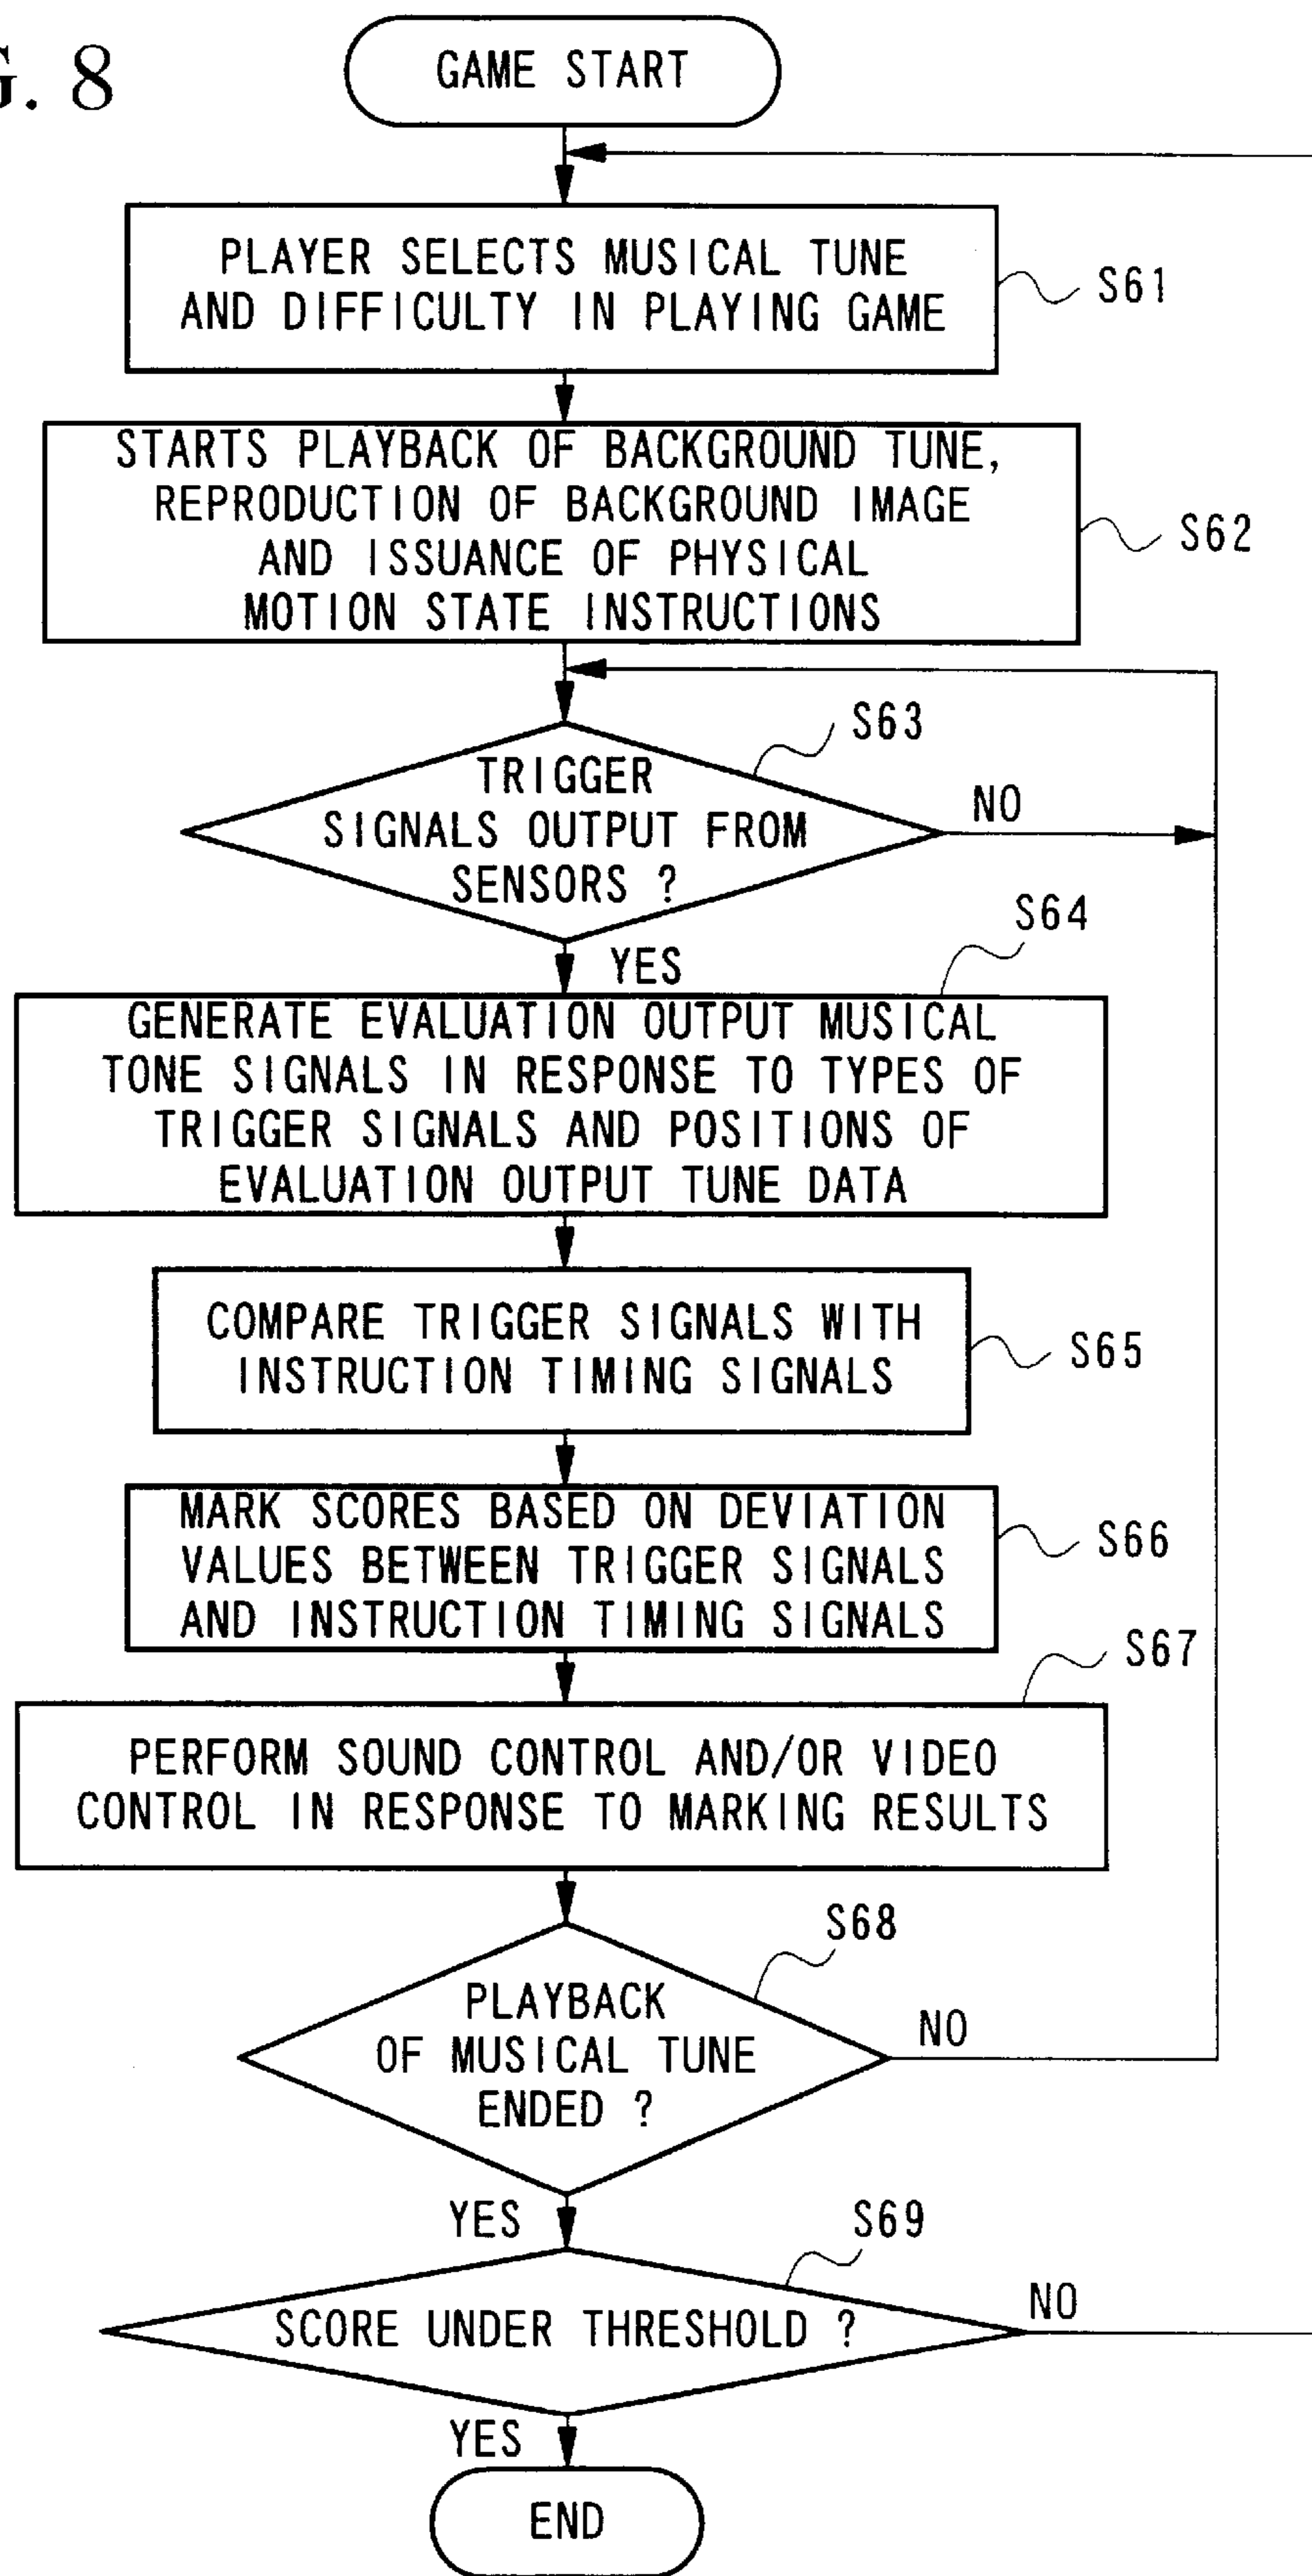 G. 8
GAME START
PLAYER SELECTS MUSICAL TUNE
AND DIFFICULTY IN PLAYING GAME
S61
STARTS PLAYBACK OF BACKGROUND TUNE,
REPRODUCTION OF BACKGROUND IMAGE
AND ISSUANCE OF PHYSICAL
MOTION STATE INSTRUCTIONS
S62
S63
TRIGGER
SIGNALS OUTPUT FROM
SENSORS ?
NO
YES
S64
GENERATE EVALUATION OUTPUT MUSICAL
TONE SIGNALS IN RESPONSE TO TYPES OF
TRIGGER SIGNALS AND POSITIONS OF
EVALUATION OUTPUT TUNE DATA
COMPARE TRIGGER SIGNALS WITH
INSTRUCTION TIMING SIGNALS
S65
MARK SCORES BASED ON DEVIATION
VALUES BETWEEN TRIGGER SIGNALS
AND INSTRUCTION TIMING SIGNALS
S66
S67
PERFORM SOUND CONTROL AND/OR VIDEO
CONTROL IN RESPONSE TO MARKING RESULTS
S68
PLAYBACK
OF MUSICAL TUNE
ENDED ?
NO
YES
S69
SCORE UNDER THRESHOLD ?
NO
YES
END